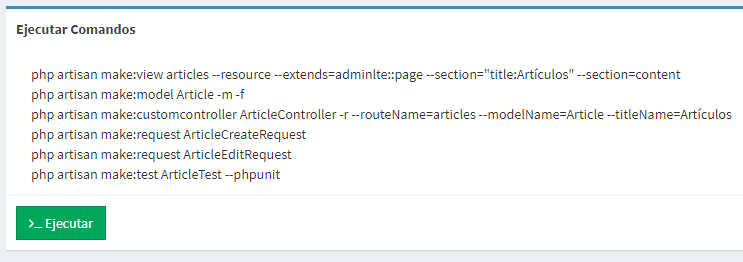 Ejecutar Comandos
php artisan make:view articles --resource --extends=adminlte::page --section="title:Artículos" --section=content
php artisan make:model Article -m -f
php artisan make:customcontroller ArticleController -r --routeName=articles --modelName=Article --titleName=Artículos
php artisan make:request ArticleCreateRequest
php artisan make:request ArticleEditRequest
php artisan make:test ArticleTest --phpunit
>_ Ejecutar